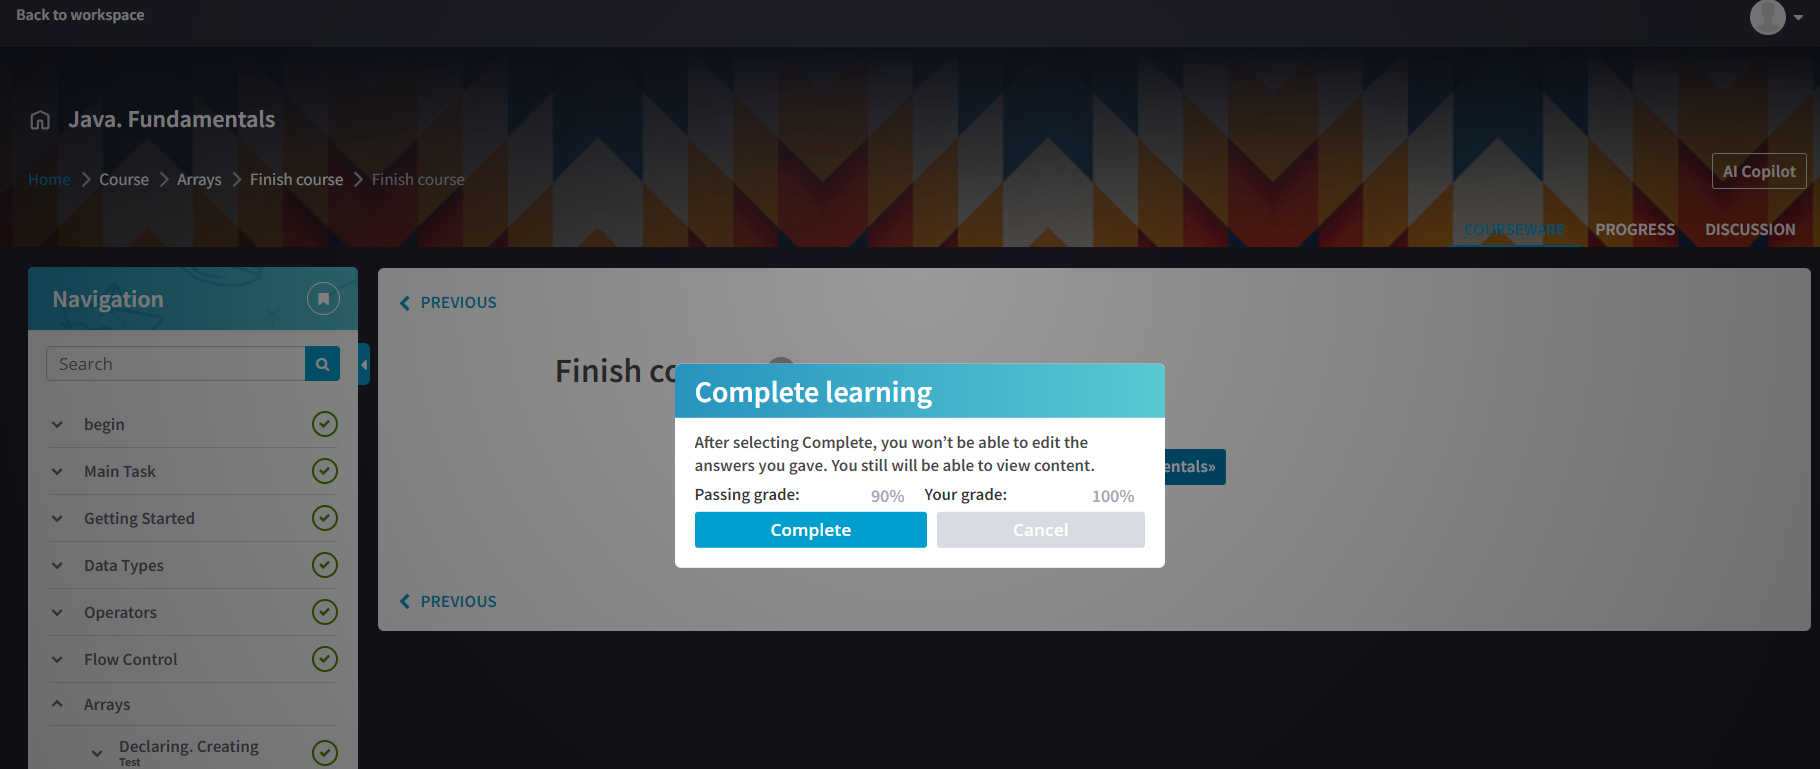 Back to workspace
Java. Fundamentals
Home Course Arrays Finish course Finish course
AI Copilot
COURSEWARE PROGRESS DISCUSSION
Navigation
Search
begin
Main Task
Getting Started
Data Types
Operators
Flow Control
Arrays
Declaring. Creating
Test
PREVIOUS
Finish co
Complete learning
After selecting Complete, you won't be able to edit the
answers you gave. You still will be able to view content.
Passing grade: 90% Your grade: 100%
Complete Cancel
entals»
PREVIOUS